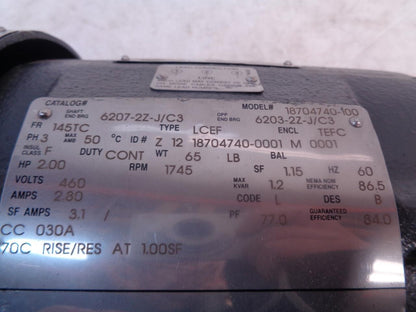 LINE
CATALOG# MODEL# 18704740-100
SHAFT END BRG 6207-2Z-J/C3 OPP END BRG 6203-2Z-J/C3
FR 145TC TYPE LCEF ENCL TEFC
PH 3 MAX AMB 50 °C ID# Z 12 18704740-0001 M 0001
INSUL CLASS F DUTY CONT WT 65 LB BAL
HP 2.00 RPM 1745 SF 1.15 HZ 60
VOLTS 460 MAX KVAR 1.2 NEMA NOM EFFICIENCY 86.5
AMPS 2.80 CODE L DES B
SF AMPS 3.1 / PF 77.0 GUARANTEED EFFICIENCY 84.0
CC 030A
70C RISE/RES AT 1.00SF